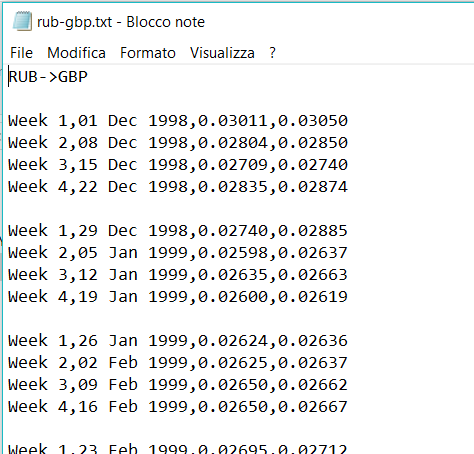 rub-gbp.txt - Blocco note
File Modifica Formato Visualizza ?
RUB->GBP
Week 1,01 Dec 1998,0.03011,0.03050
Week 2,08 Dec 1998,0.02804,0.02850
Week 3,15 Dec 1998,0.02709,0.02740
Week 4,22 Dec 1998,0.02835,0.02874
Week 1,29 Dec 1998,0.02740,0.02885
Week 2,05 Jan 1999,0.02598,0.02637
Week 3,12 Jan 1999,0.02635,0.02663
Week 4,19 Jan 1999,0.02600,0.02619
Week 1,26 Jan 1999,0.02624,0.02636
Week 2,02 Feb 1999,0.02625,0.02637
Week 3,09 Feb 1999,0.02650,0.02662
Week 4,16 Feb 1999,0.02650,0.02667
Week 1,23 Feb 1999,0.02695,0.02712